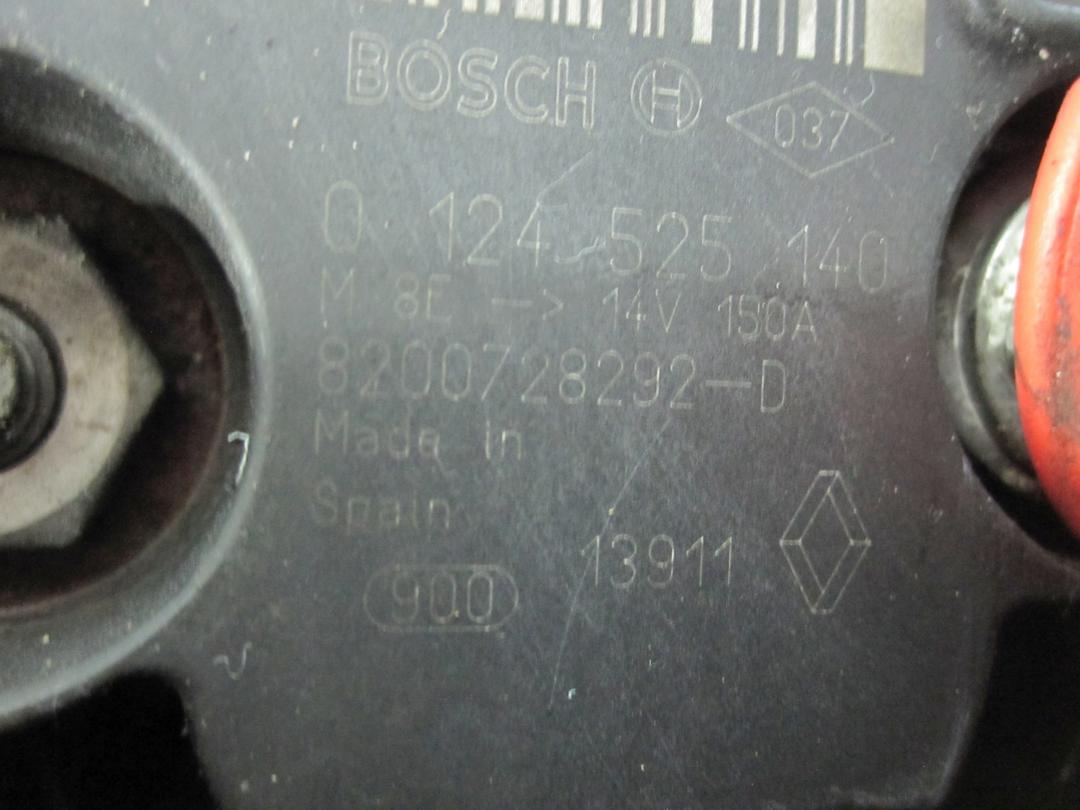 BOSCH 037
0 124 525 140
M 8E -> 14V 150A
8200728292-D
Made in
Spain
13911
900